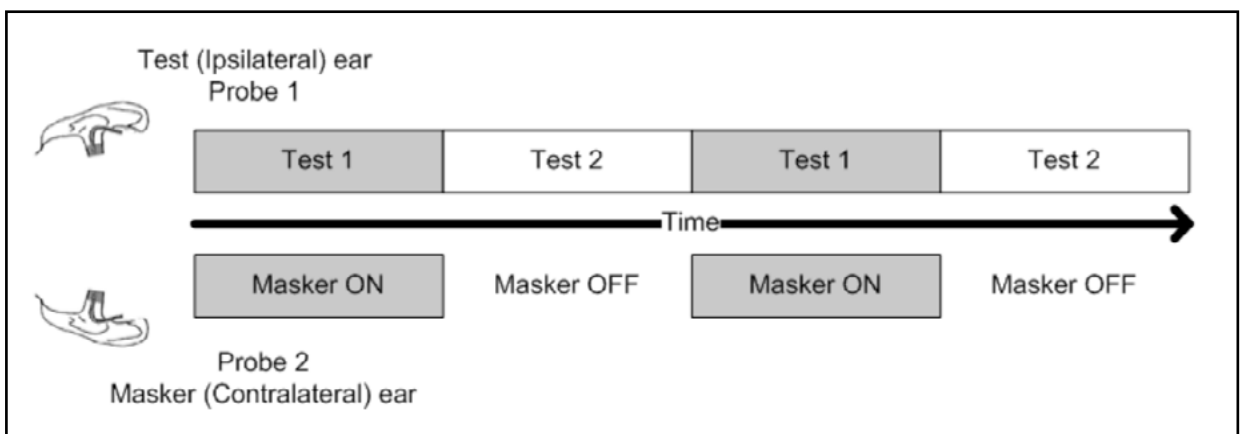 Test (Ipsilateral) ear
Probe 1
Test 1 Test 2 Test 1 Test 2
Time
Masker ON Masker OFF Masker ON Masker OFF
Probe 2
Masker (Contralateral) ear